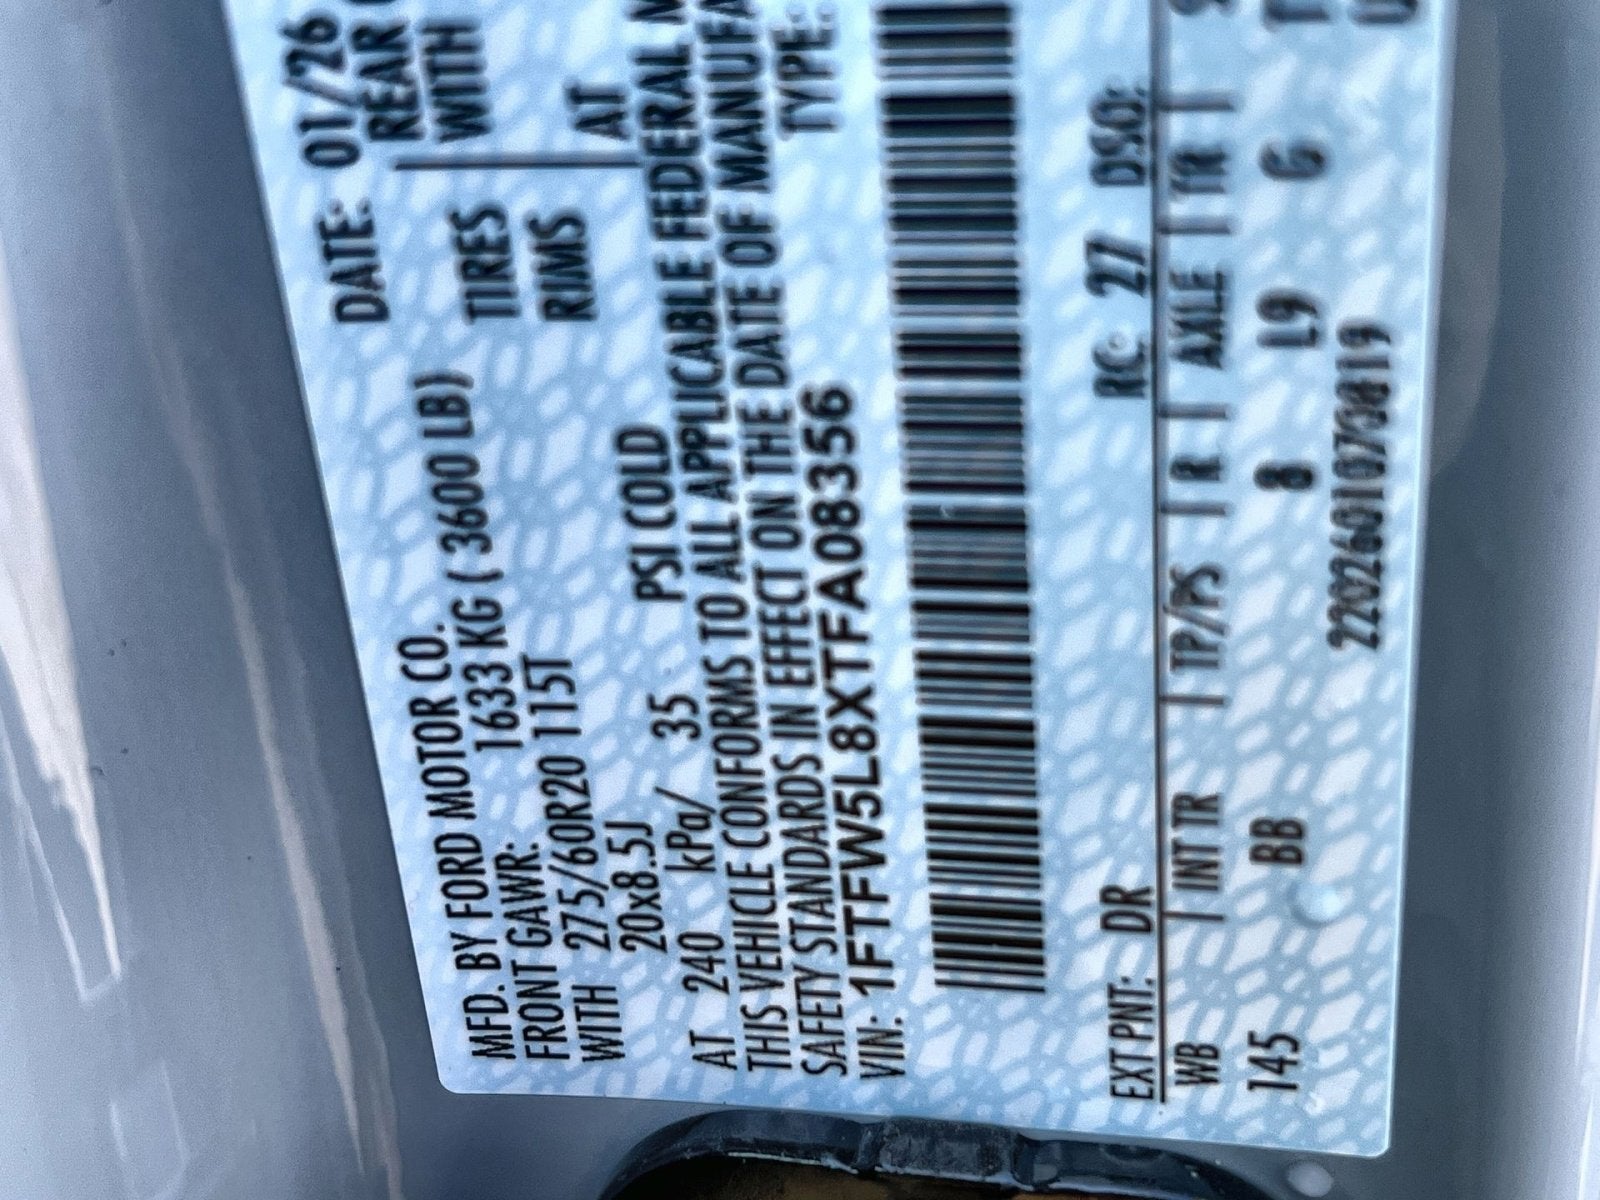 MFD. BY FORD MOTOR CO.
DATE: 01/26
FRONT GAWR: 1633 KG ( 3600 LB)
REAR
WITH 275/60R20 115T TIRES
WITH
20x8.5J RIMS
AT 240 kPa/ 35 PSI COLD
AT
THIS VEHICLE CONFORMS TO ALL APPLICABLE FEDERAL
SAFETY STANDARDS IN EFFECT ON THE DATE OF
VIN: 1FTFW5L8XTFA08356
TYPE:
EXT PNT: DR RC: 27 DSO:
WB | INT TR | TP/PS | R | AXLE | TR |
145 BB 8 L9 G
22026010700819